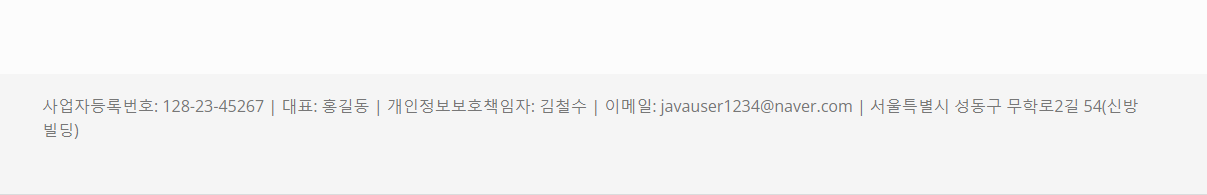 사업자등록번호: 128-23-45267 | 대표: 홍길동 | 개인정보보호책임자: 김철수 | 이메일: javauser1234@naver.com | 서울특별시 성동구 무학로2길 54(신방
빌딩)